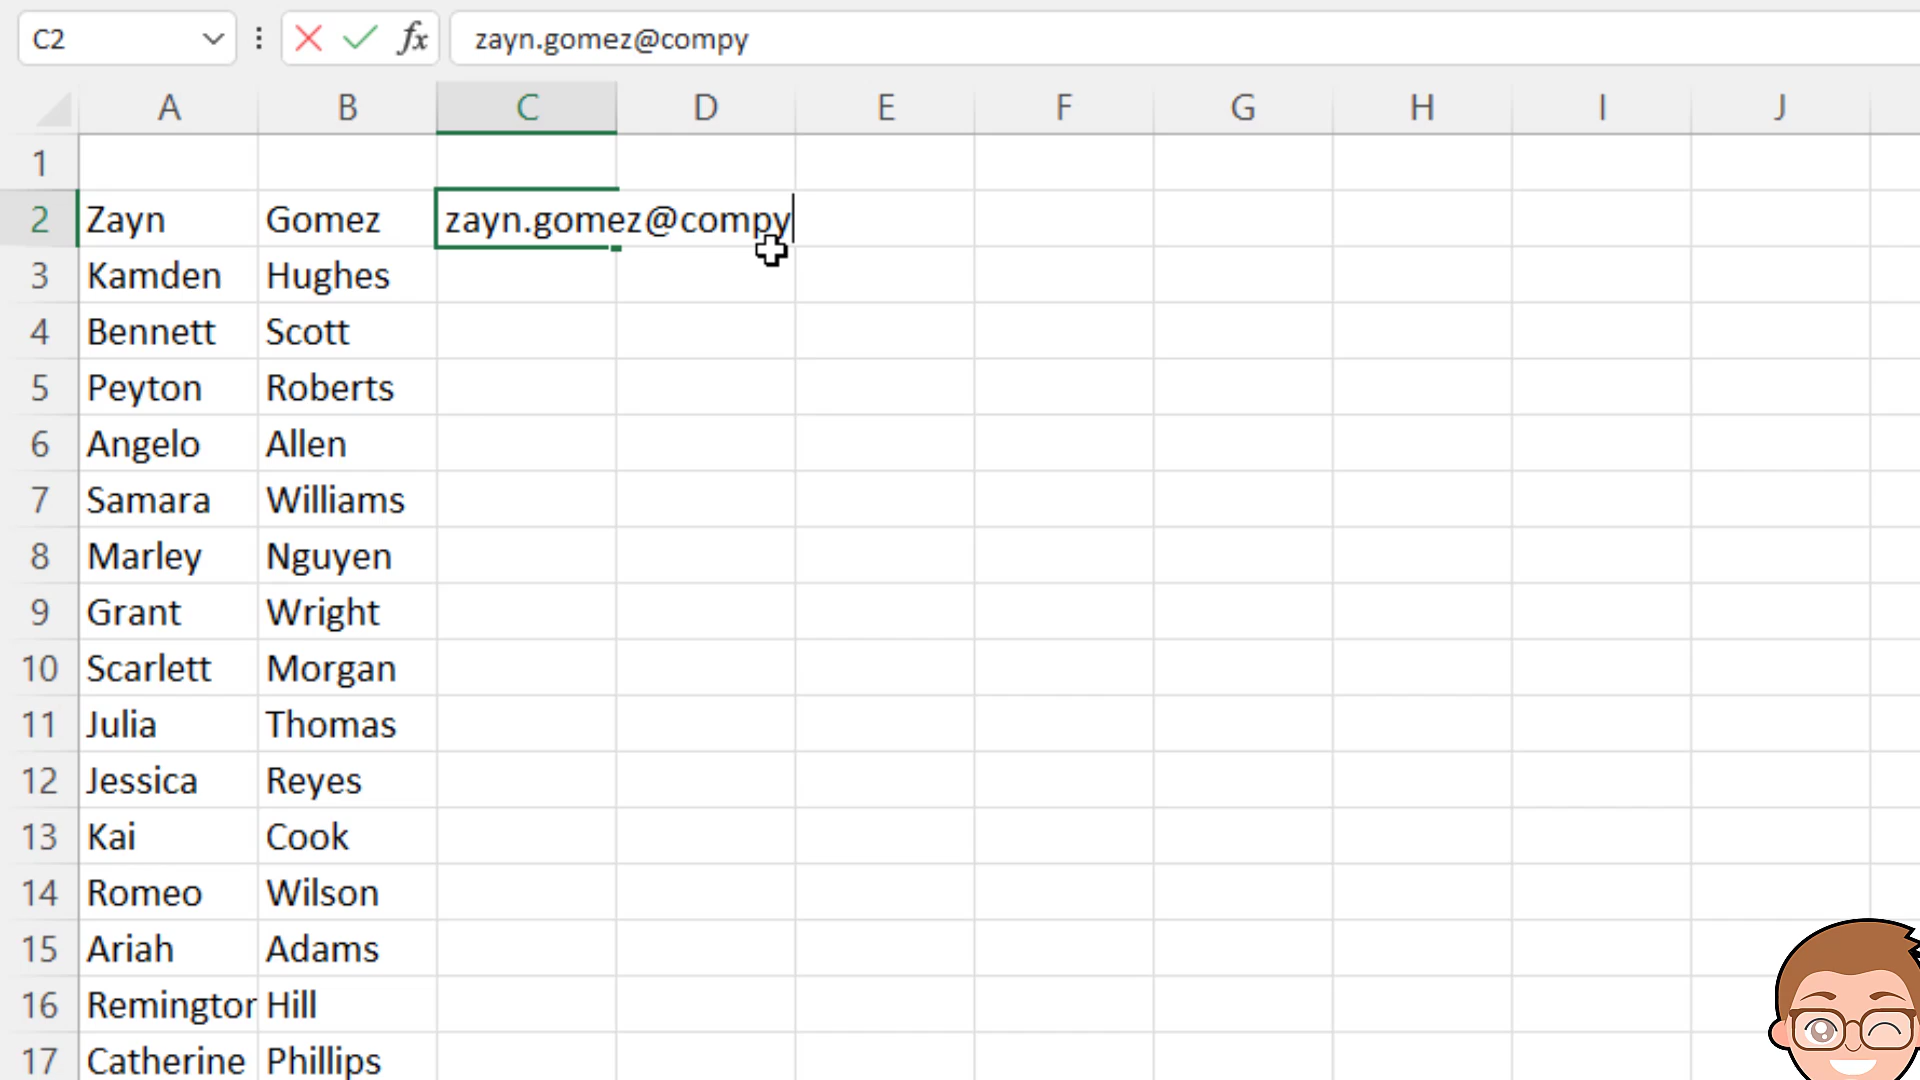 C2 fx zayn.gomez@compy
A B C D E F G H I J
1
2 Zayn Gomez zayn.gomez@compy
3 Kamden Hughes
4 Bennett Scott
5 Peyton Roberts
6 Angelo Allen
7 Samara Williams
8 Marley Nguyen
9 Grant Wright
10 Scarlett Morgan
11 Julia Thomas
12 Jessica Reyes
13 Kai Cook
14 Romeo Wilson
15 Ariah Adams
16 Remingtor Hill
17 Catherine Phillips